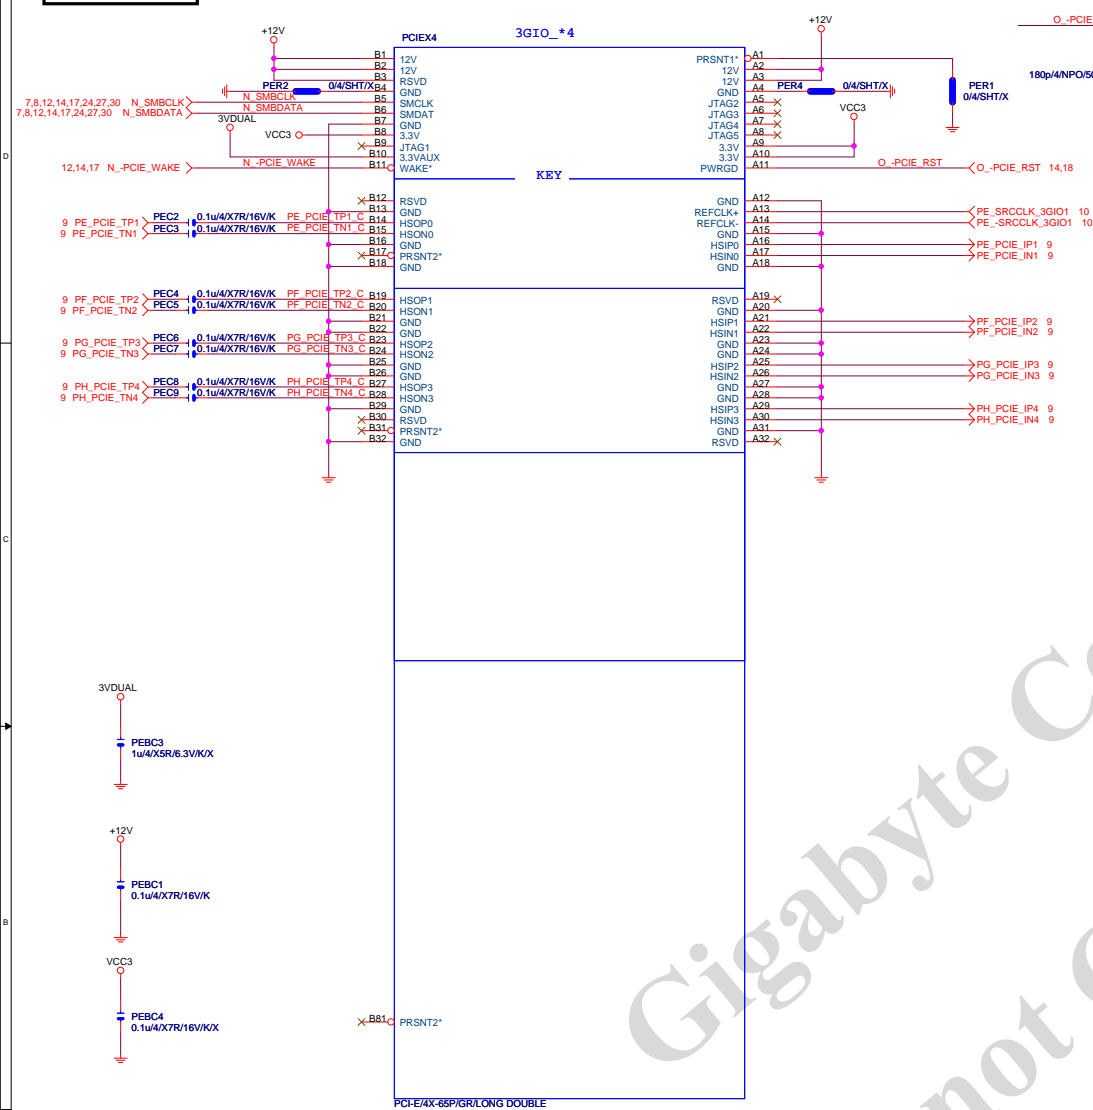 O_-PCIE
+12V
3GIO_*4
+12V
PCIEX4
B1 12V PRSNT1* A1
B2 12V 12V A2
B3 RSVD 12V A3
PER2 0/4/SHT/X B4 GND GND A4 PER4 0/4/SHT/X
180p/4/NPO/50
PER1
0/4/SHT/X
7,8,12,14,17,24,27,30 N_SMBCLK N_SMBCLK B5 SMCLK JTAG2 A5
7,8,12,14,17,24,27,30 N_SMBDATA N_SMBDATA B6 SMDAT JTAG3 A6
VCC3
3VDUAL B7 GND JTAG4 A7
VCC3 B8 3.3V JTAG5 A8
B9 JTAG1 3.3V A9
B10 3.3VAUX 3.3V A10
12,14,17 N_-PCIE_WAKE N_-PCIE_WAKE B11 WAKE* PWRGD A11 O_-PCIE_RST O_-PCIE_RST 14,18
D
KEY
B12 RSVD GND A12
B13 GND REFCLK+ A13 PE_SRCCLK_3GIO1 10
9 PE_PCIE_TP1 PEC2 0.1u/4/X7R/16V/K PE_PCIE_TP1_C B14 HSOP0 REFCLK- A14 PE_-SRCCLK_3GIO1 10
9 PE_PCIE_TN1 PEC3 0.1u/4/X7R/16V/K PE_PCIE_TN1_C B15 HSON0 GND A15
B16 GND HSIP0 A16 PE_PCIE_IP1 9
B17 PRSNT2* HSIN0 A17 PE_PCIE_IN1 9
B18 GND GND A18
9 PF_PCIE_TP2 PEC4 0.1u/4/X7R/16V/K PF_PCIE_TP2_C B19 HSOP1 RSVD A19
9 PF_PCIE_TN2 PEC5 0.1u/4/X7R/16V/K PF_PCIE_TN2_C B20 HSON1 GND A20
B21 GND HSIP1 A21 PF_PCIE_IP2 9
B22 GND HSIN1 A22 PF_PCIE_IN2 9
9 PG_PCIE_TP3 PEC6 0.1u/4/X7R/16V/K PG_PCIE_TP3_C B23 HSOP2 GND A23
9 PG_PCIE_TN3 PEC7 0.1u/4/X7R/16V/K PG_PCIE_TN3_C B24 HSON2 GND A24
B25 GND HSIP2 A25 PG_PCIE_IP3 9
B26 GND HSIN2 A26 PG_PCIE_IN3 9
9 PH_PCIE_TP4 PEC8 0.1u/4/X7R/16V/K PH_PCIE_TP4_C B27 HSOP3 GND A27
9 PH_PCIE_TN4 PEC9 0.1u/4/X7R/16V/K PH_PCIE_TN4_C B28 HSON3 GND A28
B29 GND HSIP3 A29 PH_PCIE_IP4 9
B30 RSVD HSIN3 A30 PH_PCIE_IN4 9
B31 PRSNT2* GND A31
B32 GND RSVD A32
C
3VDUAL
PEBC3
1u/4/X5R/6.3V/K/X
+12V
PEBC1
0.1u/4/X7R/16V/K
B
VCC3
PEBC4
0.1u/4/X7R/16V/K/X
B81 PRSNT2*
PCI-E/4X-65P/GR/LONG DOUBLE
Gigabyte Co
not